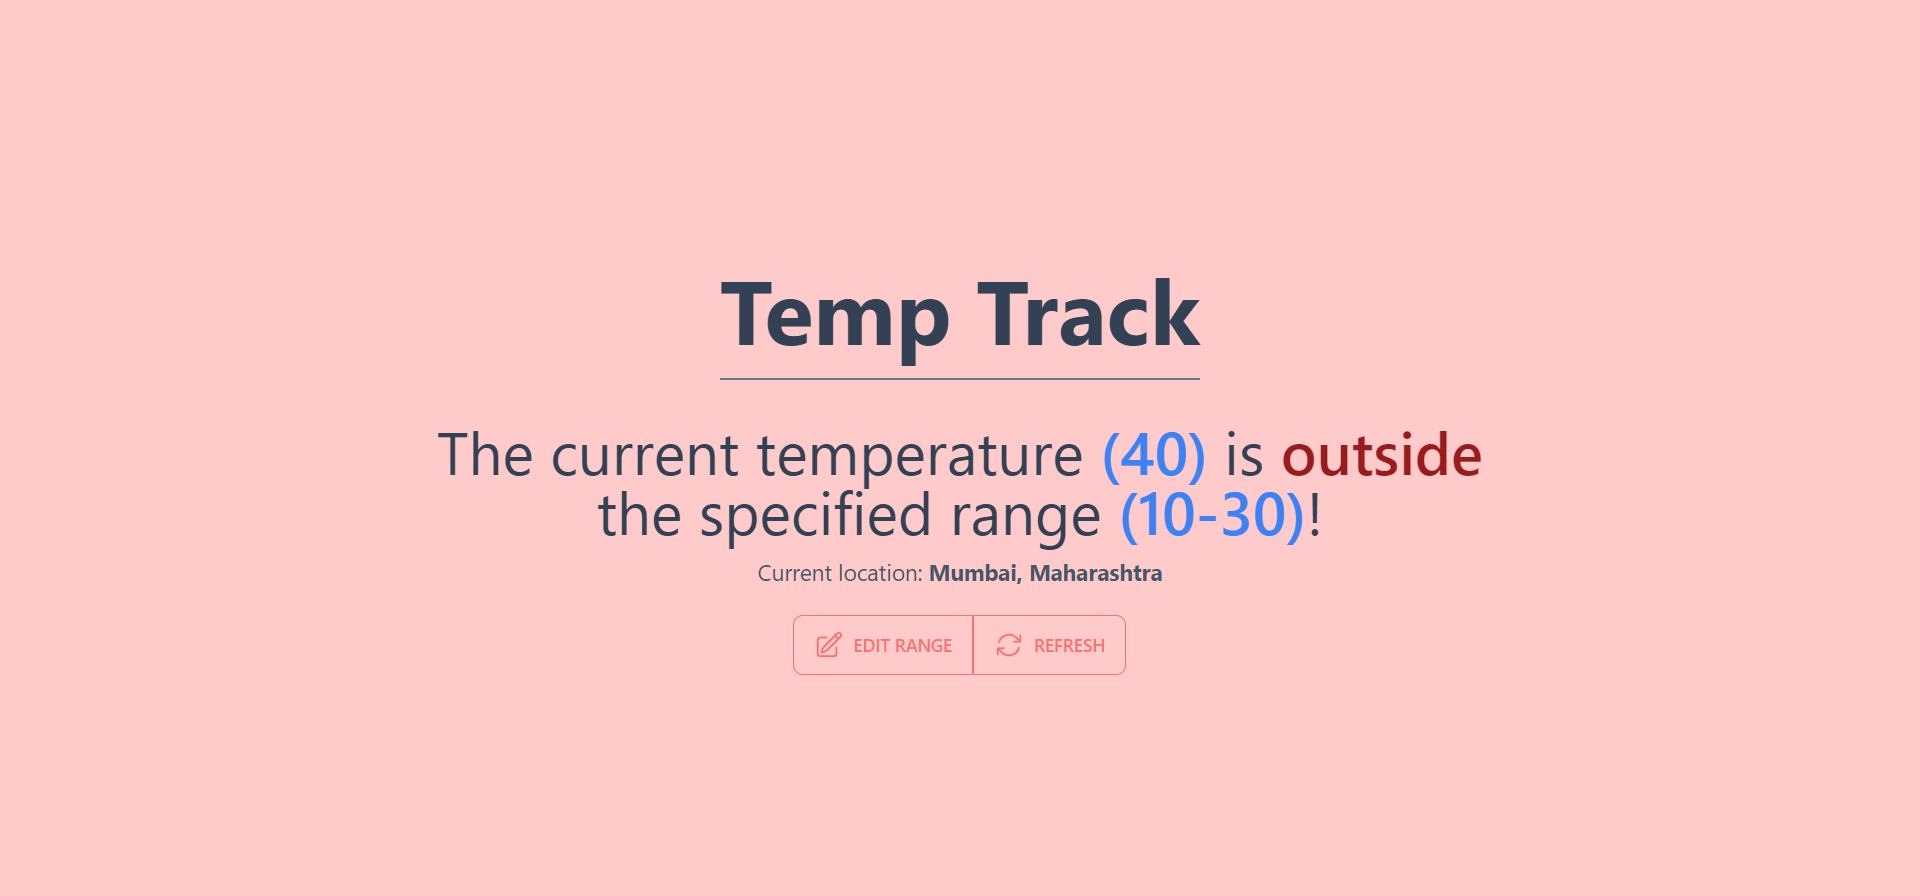 Temp Track
The current temperature (40) is outside
the specified range (10-30)!
Current location: Mumbai, Maharashtra
EDIT RANGE
REFRESH